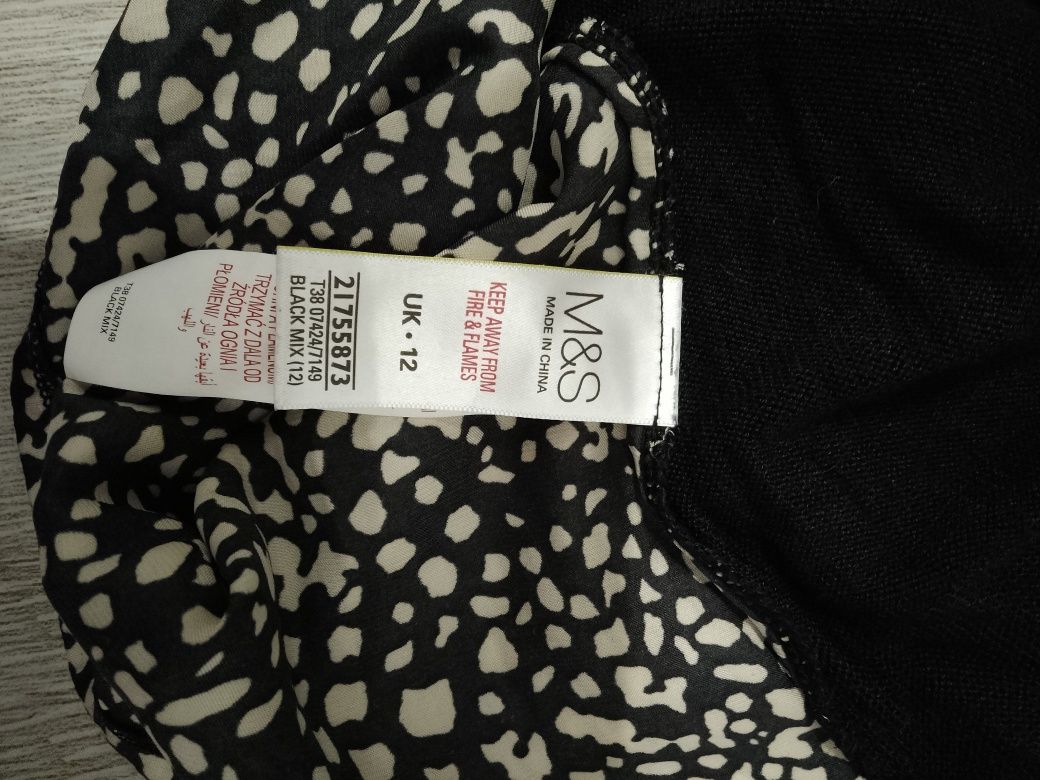 M&S
MADE IN CHINA
KEEP AWAY FROM
FIRE & FLAMES
UK • 12
21755873
T38 07424/7149
BLACK MIX (12)
TRZYMAĆ Z DALA OD
ŹRÓDŁA OGNIA I
PŁOMIENI/
T38 07424/7149
BLACK MIX